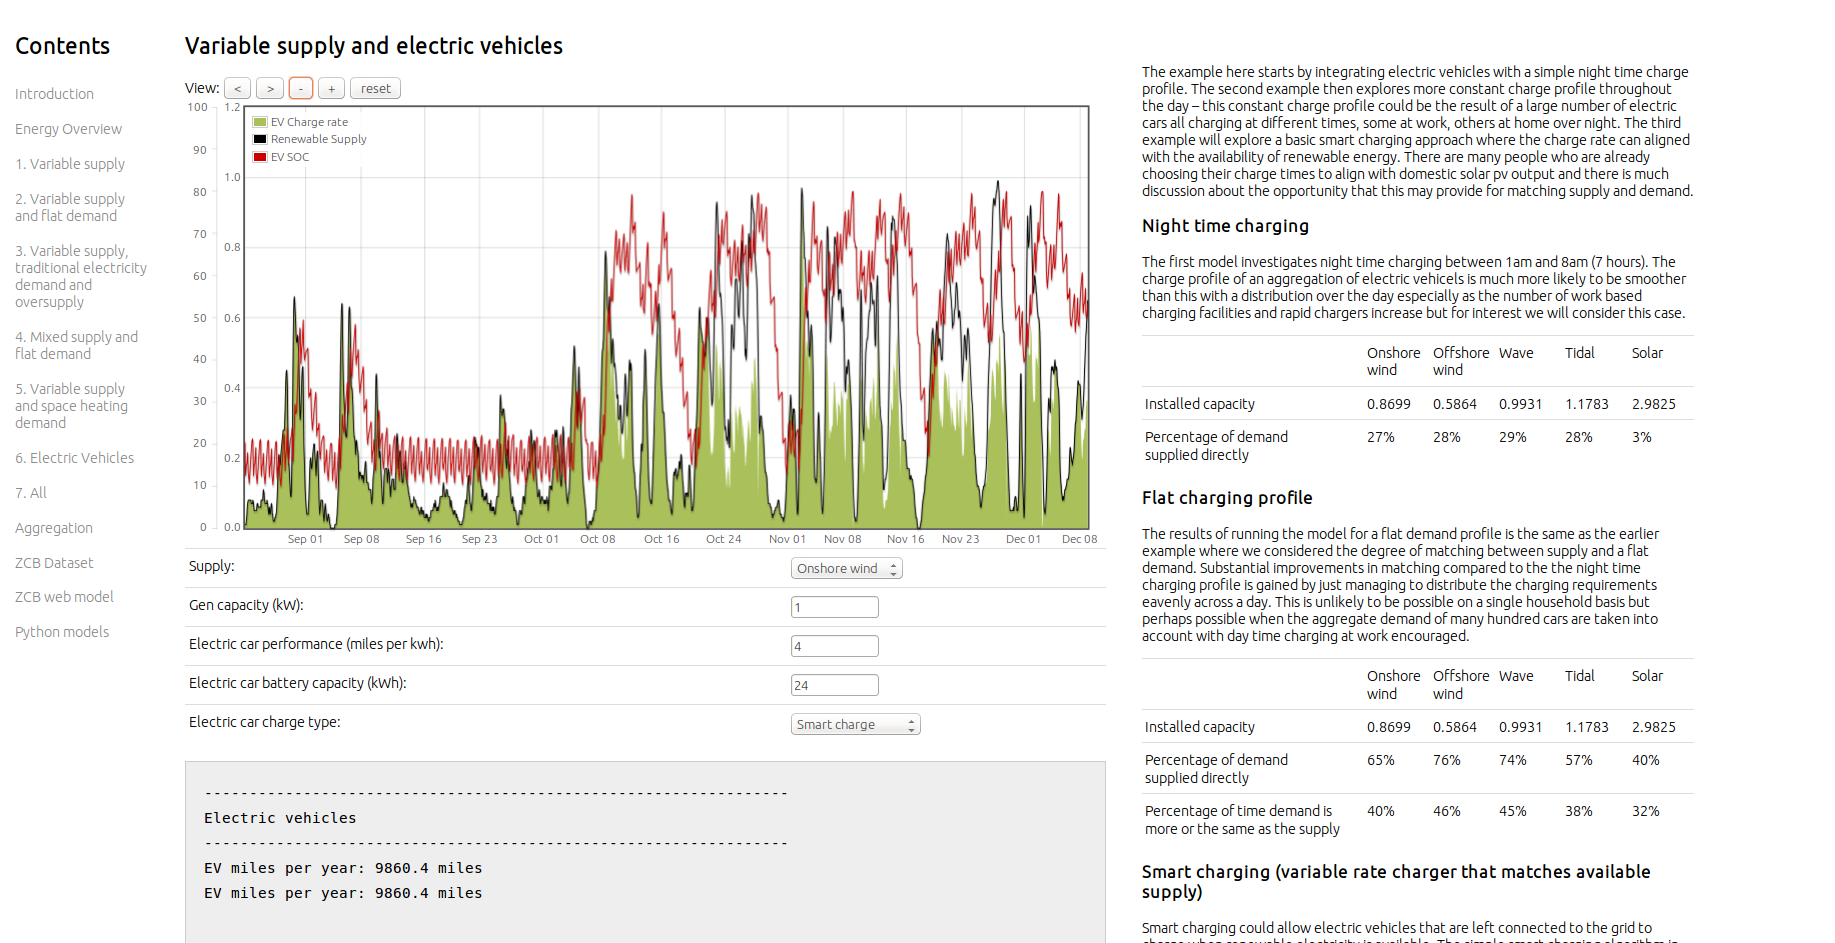 Contents
Introduction
Energy Overview
1. Variable supply
2. Variable supply
and flat demand
3. Variable supply,
traditional electricity
demand and
oversupply
4. Mixed supply and
flat demand
5. Variable supply
and space heating
demand
6. Electric Vehicles
7. All
Aggregation
ZCB Dataset
ZCB web model
Python models
Variable supply and electric vehicles
View: < > - + reset
100
90
80
70
60
50
40
30
20
10
0
1.2
1.0
0.8
0.6
0.4
0.2
0.0
EV Charge rate
Renewable Supply
EV SOC
Sep 01 Sep 08 Sep 16 Sep 23 Oct 01 Oct 08 Oct 16 Oct 24 Nov 01 Nov 08 Nov 16 Nov 23 Dec 01 Dec 08
Supply: Onshore wind
Gen capacity (kW): 1
Electric car performance (miles per kwh): 4
Electric car battery capacity (kWh): 24
Electric car charge type: Smart charge
-----------------------------------------------------------------
Electric vehicles
-----------------------------------------------------------------
EV miles per year: 9860.4 miles
EV miles per year: 9860.4 miles
The example here starts by integrating electric vehicles with a simple night time charge
profile. The second example then explores more constant charge profile throughout
the day – this constant charge profile could be the result of a large number of electric
cars all charging at different times, some at work, others at home over night. The third
example will explore a basic smart charging approach where the charge rate can aligned
with the availability of renewable energy. There are many people who are already
choosing their charge times to align with domestic solar pv output and there is much
discussion about the opportunity that this may provide for matching supply and demand.
Night time charging
The first model investigates night time charging between 1am and 8am (7 hours). The
charge profile of an aggregation of electric vehicels is much more likely to be smoother
than this with a distribution over the day especially as the number of work based
charging facilities and rapid chargers increase but for interest we will consider this case.
Onshore wind Offshore wind Wave Tidal Solar
Installed capacity 0.8699 0.5864 0.9931 1.1783 2.9825
Percentage of demand supplied directly 27% 28% 29% 28% 3%
Flat charging profile
The results of running the model for a flat demand profile is the same as the earlier
example where we considered the degree of matching between supply and a flat
demand. Substantial improvements in matching compared to the the night time
charging profile is gained by just managing to distribute the charging requirements
eavenly across a day. This is unlikely to be possible on a single household basis but
perhaps possible when the aggregate demand of many hundred cars are taken into
account with day time charging at work encouraged.
Onshore wind Offshore wind Wave Tidal Solar
Installed capacity 0.8699 0.5864 0.9931 1.1783 2.9825
Percentage of demand supplied directly 65% 76% 74% 57% 40%
Percentage of time demand is more or the same as the supply 40% 46% 45% 38% 32%
Smart charging (variable rate charger that matches available
supply)
Smart charging could allow electric vehicles that are left connected to the grid to